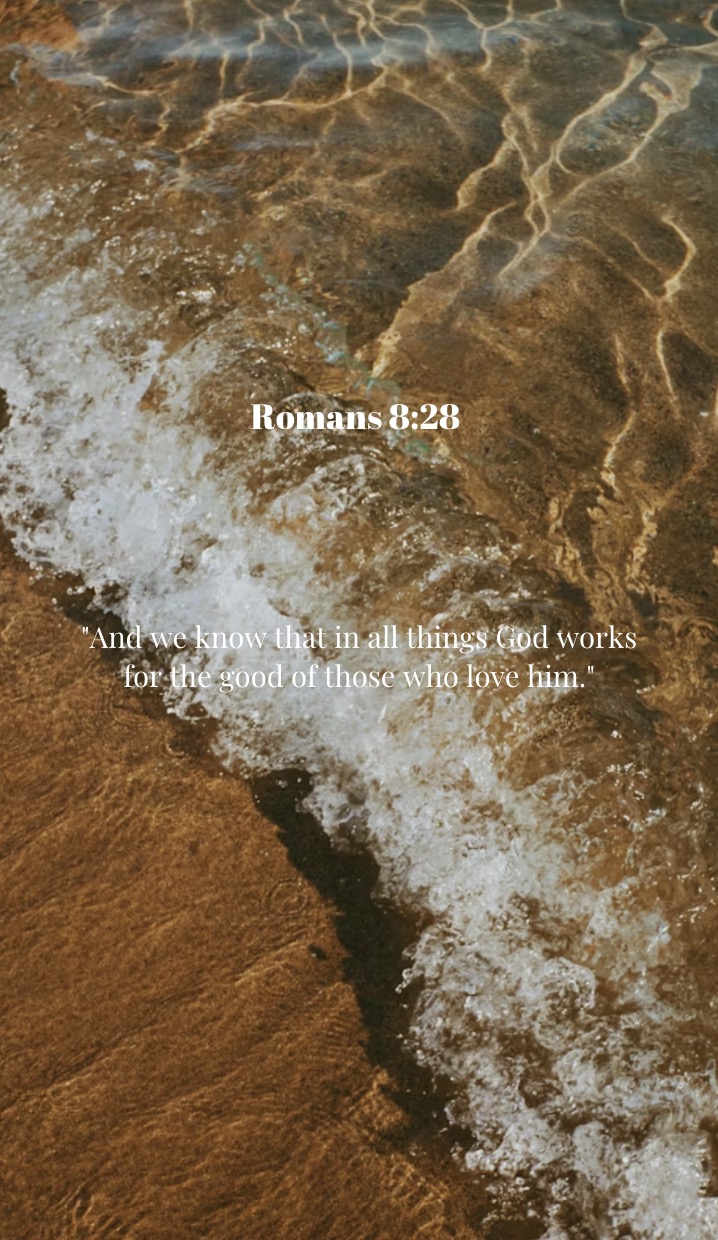 Romans 8:28
"And we know that in all things God works
for the good of those who love him."